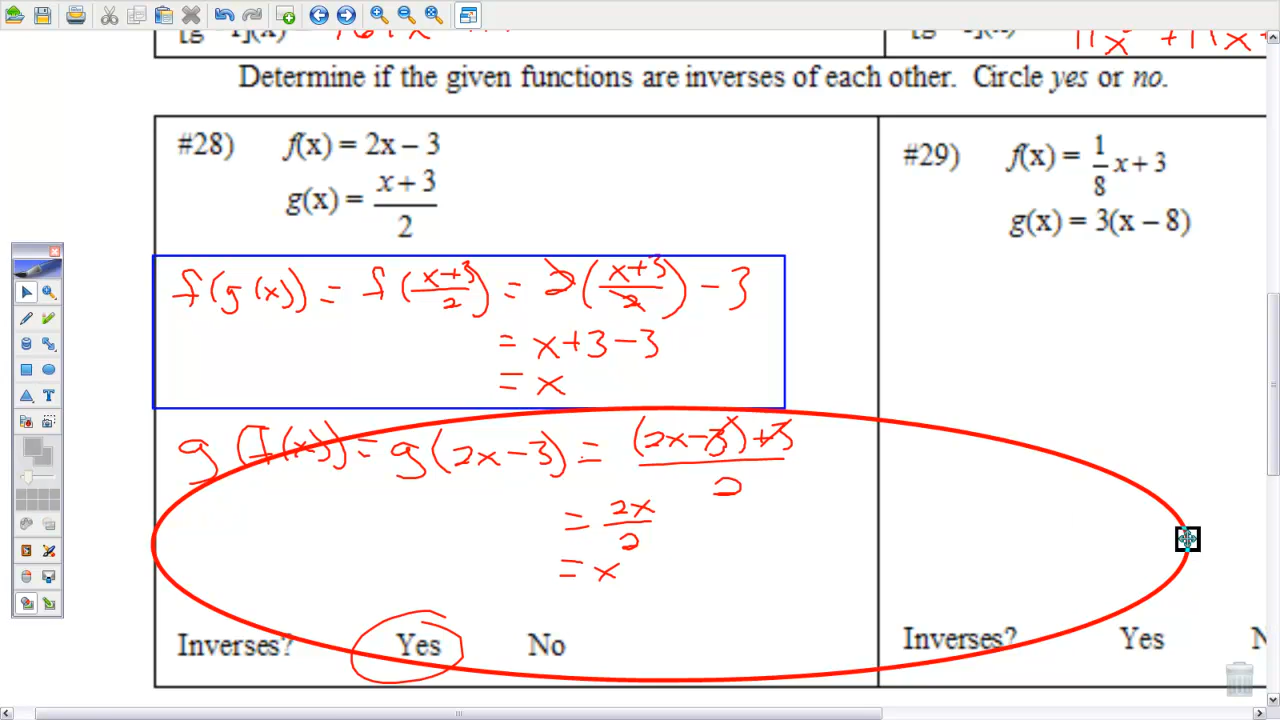 Determine if the given functions are inverses of each other. Circle yes or no.
#28) f(x) = 2x – 3
g(x) = x + 3 / 2
f(g(x)) = f(x+3/2) = 2(x+3/2) - 3
= x+3-3
= x
g(f(x)) = g(2x-3) = (2x-3)+3 / 2
= 2x/2
= x
Inverses? Yes No
#29) f(x) = 1/8 x + 3
g(x) = 3(x – 8)
Inverses? Yes